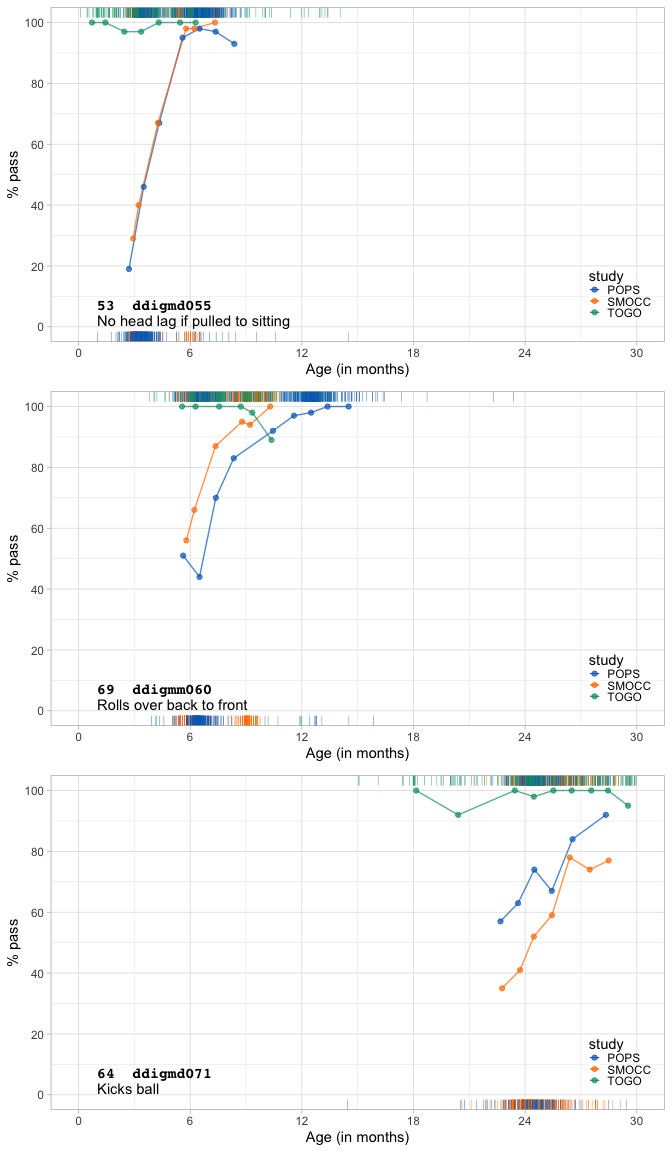 100
80
60
40
20
0
% pass
53 ddigmd055
No head lag if pulled to sitting
study
POPS
SMOCC
TOGO
0 6 12 18 24 30
Age (in months)
100
80
60
40
20
0
% pass
69 ddigmm060
Rolls over back to front
study
POPS
SMOCC
TOGO
0 6 12 18 24 30
Age (in months)
100
80
60
40
20
0
% pass
64 ddigmd071
Kicks ball
study
POPS
SMOCC
TOGO
0 6 12 18 24 30
Age (in months)